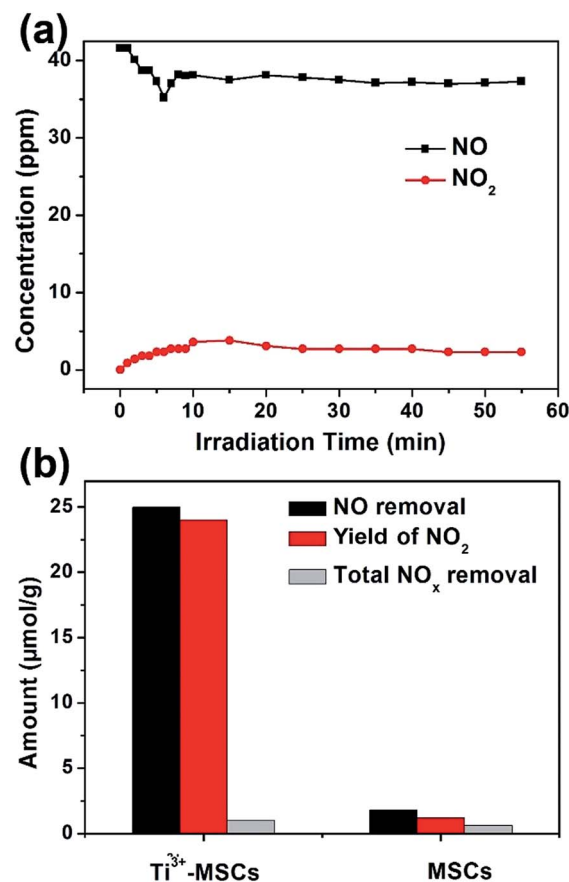 (a)
40
30
20
10
0
Concentration (ppm)
NO
NO₂
0 10 20 30 40 50 60
Irradiation Time (min)
(b)
25
20
15
10
5
0
Amount (μmol/g)
NO removal
Yield of NO₂
Total NOₓ removal
Ti³⁺-MSCs MSCs